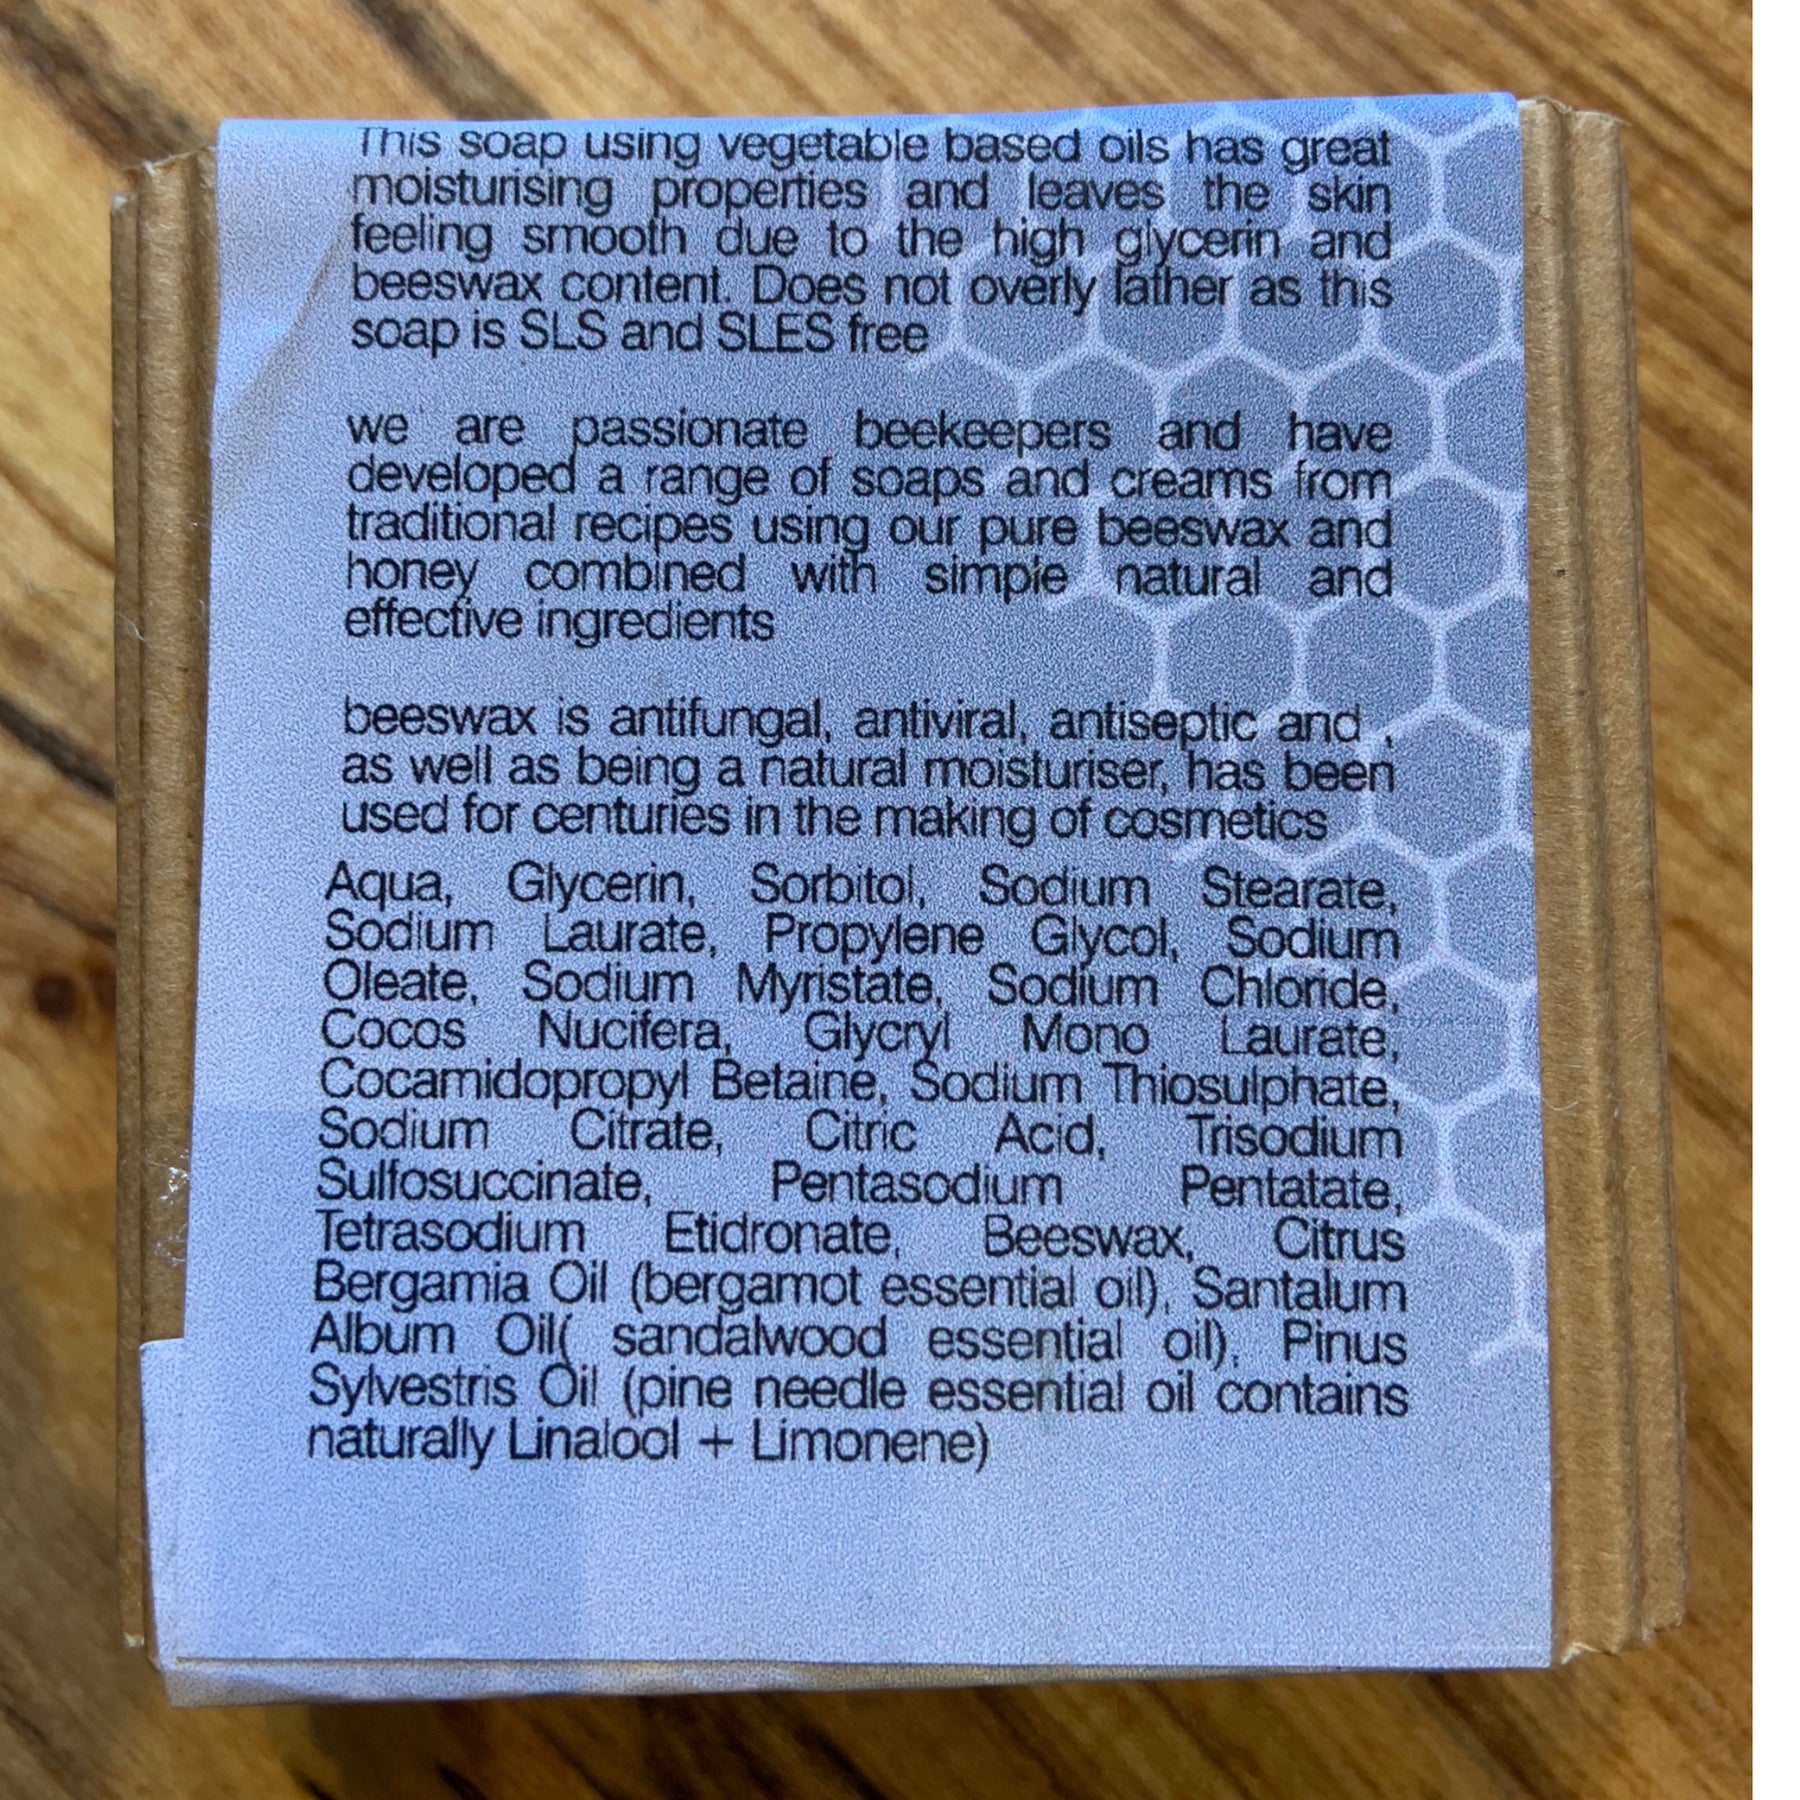 This soap using vegetable based oils has great
moisturising properties and leaves the skin
feeling smooth due to the high glycerin and
beeswax content. Does not overly lather as this
soap is SLS and SLES free
we are passionate beekeepers and have
developed a range of soaps and creams from
traditional recipes using our pure beeswax and
honey combined with simple natural and
effective ingredients
beeswax is antifungal, antiviral, antiseptic and ,
as well as being a natural moisturiser, has been
used for centuries in the making of cosmetics
Aqua, Glycerin, Sorbitol, Sodium Stearate,
Sodium Laurate, Propylene Glycol, Sodium
Oleate, Sodium Myristate, Sodium Chloride,
Cocos Nucifera, Glycryl Mono Laurate,
Cocamidopropyl Betaine, Sodium Thiosulphate,
Sodium Citrate, Citric Acid, Trisodium
Sulfosuccinate, Pentasodium Pentatate,
Tetrasodium Etidronate, Beeswax, Citrus
Bergamia Oil (bergamot essential oil), Santalum
Album Oil( sandalwood essential oil), Pinus
Sylvestris Oil (pine needle essential oil contains
naturally Linalool + Limonene)